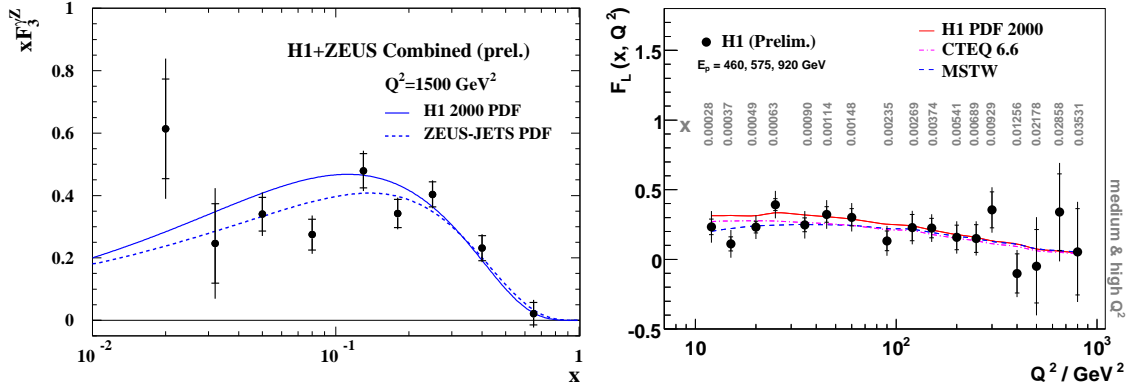 xF₃^γZ
1
0.8
0.6
0.4
0.2
0
H1+ZEUS Combined (prel.)
Q²=1500 GeV²
H1 2000 PDF
ZEUS-JETS PDF
10⁻²
10⁻¹
1
x
F_L (x, Q²)
1.5
1
0.5
0
-0.5
H1 (Prelim.)
E_p = 460, 575, 920 GeV
H1 PDF 2000
CTEQ 6.6
MSTW
x
0.00028
0.00037
0.00049
0.00063
0.00090
0.00114
0.00148
0.00235
0.00269
0.00374
0.00541
0.00689
0.00929
0.01256
0.02178
0.02858
0.03531
medium & high Q²
10
10²
10³
Q² / GeV²